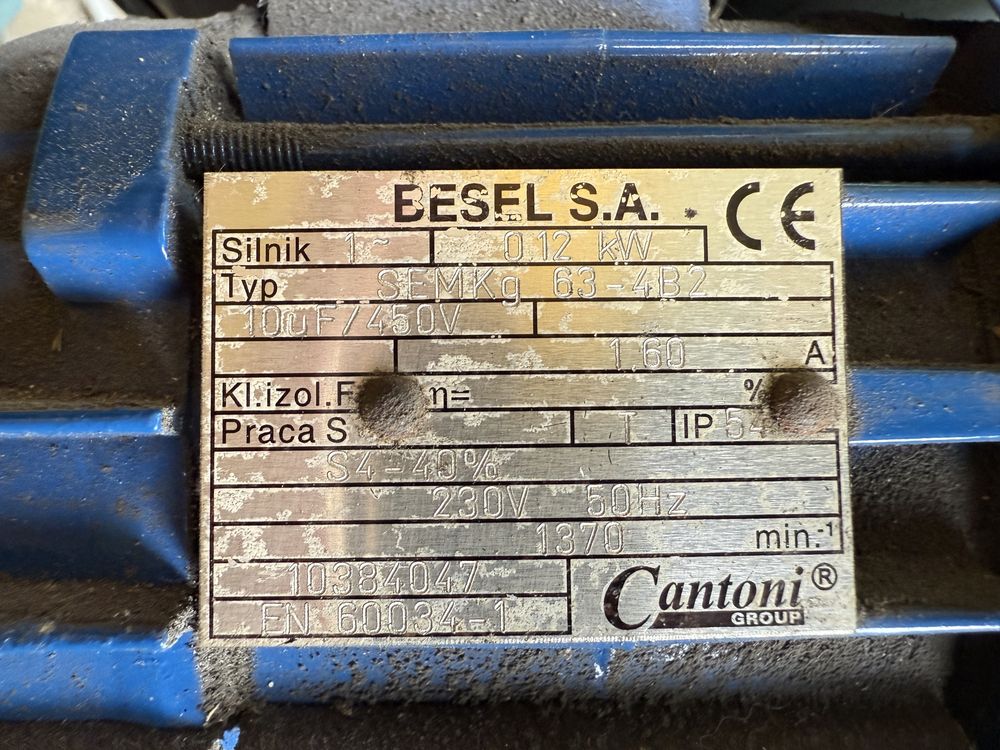 BESEL S.A. CE
Silnik 1~ 0.12 kW
Typ SEMKg 63-4B2
10uF/450V
1.60 A
Kl.izol.F η= %
Praca S T IP 54
S4-40%
230V 50Hz
1370 min.⁻¹
10384047
EN 60034-1
Cantoni®
GROUP